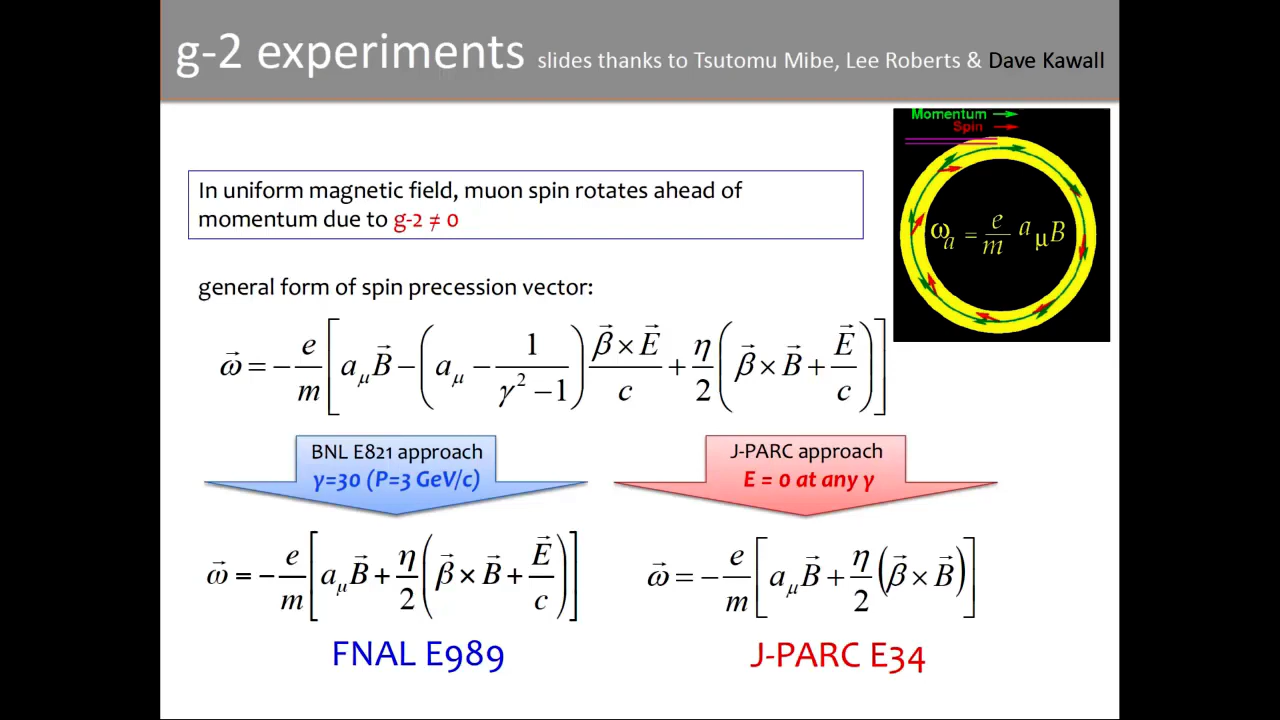 g-2 experiments slides thanks to Tsutomu Mibe, Lee Roberts & Dave Kawall
Momentum →
Spin →
In uniform magnetic field, muon spin rotates ahead of
momentum due to g-2 ≠ 0
ω_a = e/m a_μ B
general form of spin precession vector:
ω⃗ = −e/m [ a_μ B⃗ − ( a_μ − 1/(γ² −1) ) β⃗ × E⃗ / c + η/2 ( β⃗ × B⃗ + E⃗/c ) ]
BNL E821 approach
γ=30 (P=3 GeV/c)
J-PARC approach
E = 0 at any γ
ω⃗ = −e/m [ a_μ B⃗ + η/2 ( β⃗ × B⃗ + E⃗/c ) ]
ω⃗ = −e/m [ a_μ B⃗ + η/2 ( β⃗ × B⃗ ) ]
FNAL E989
J-PARC E34